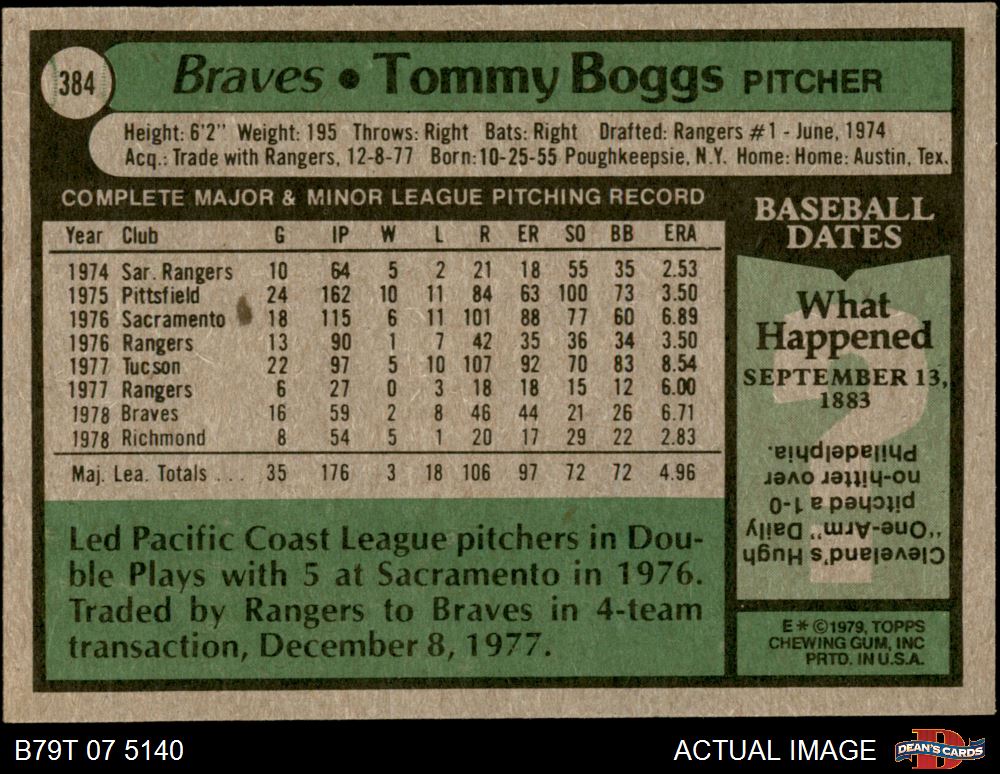 384
Braves • Tommy Boggs PITCHER
Height: 6'2" Weight: 195 Throws: Right Bats: Right Drafted: Rangers #1 - June, 1974
Acq.: Trade with Rangers, 12-8-77 Born: 10-25-55 Poughkeepsie, N.Y. Home: Home: Austin, Tex.
COMPLETE MAJOR & MINOR LEAGUE PITCHING RECORD
Year Club G IP W L R ER SO BB ERA
1974 Sar. Rangers 10 64 5 2 21 18 55 35 2.53
1975 Pittsfield 24 162 10 11 84 63 100 73 3.50
1976 Sacramento 18 115 6 11 101 88 77 60 6.89
1976 Rangers 13 90 1 7 42 35 36 34 3.50
1977 Tucson 22 97 5 10 107 92 70 83 8.54
1977 Rangers 6 27 0 3 18 18 15 12 6.00
1978 Braves 16 59 2 8 46 44 21 26 6.71
1978 Richmond 8 54 5 1 20 17 29 22 2.83
Maj. Lea. Totals . . . 35 176 3 18 106 97 72 72 4.96
Led Pacific Coast League pitchers in Dou-
ble Plays with 5 at Sacramento in 1976.
Traded by Rangers to Braves in 4-team
transaction, December 8, 1977.
BASEBALL
DATES
What
Happened
SEPTEMBER 13,
1883
?
Cleveland's Hugh
"One-Arm" Daily
pitched a 1-0
no-hitter over
Philadelphia.
E * ©1979, TOPPS
CHEWING GUM, INC
PRTD. IN U.S.A.
B79T 07 5140
ACTUAL IMAGE
D
DEAN'S CARDS